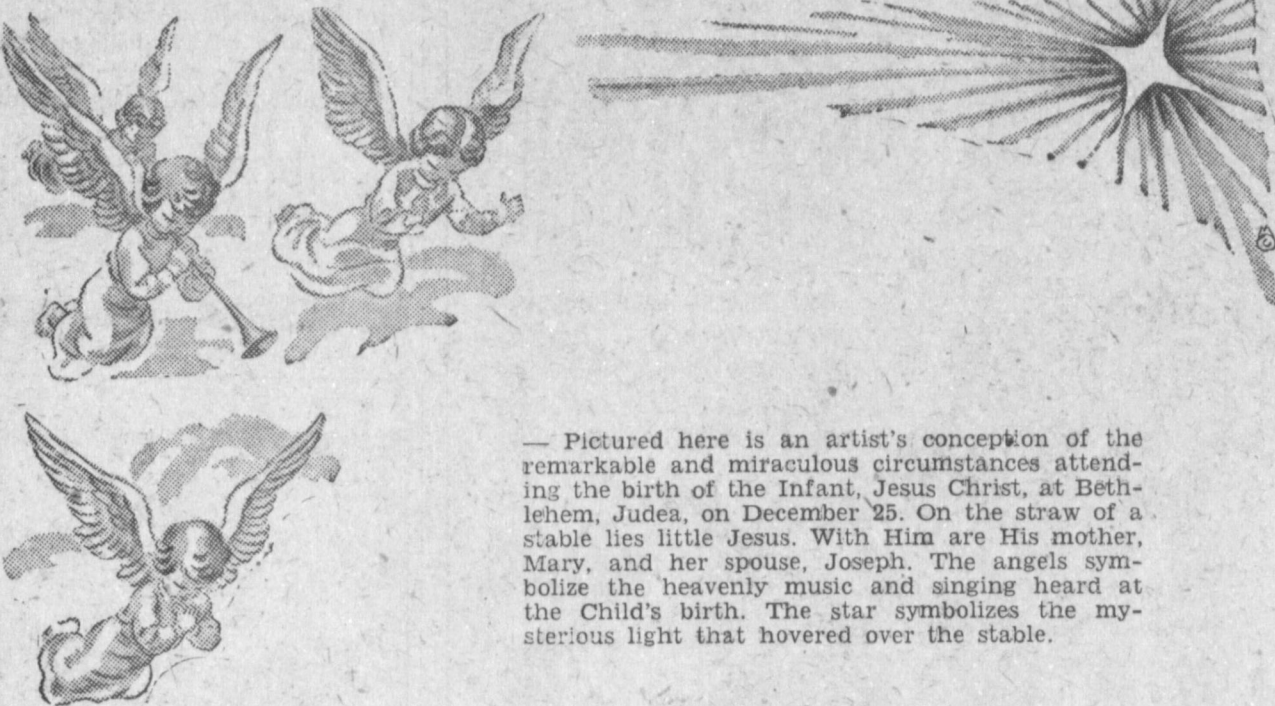 — Pictured here is an artist's conception of the
remarkable and miraculous circumstances attend-
ing the birth of the Infant, Jesus Christ, at Beth-
lehem, Judea, on December 25. On the straw of a
stable lies little Jesus. With Him are His mother,
Mary, and her spouse, Joseph. The angels sym-
bolize the heavenly music and singing heard at
the Child's birth. The star symbolizes the my-
sterious light that hovered over the stable.